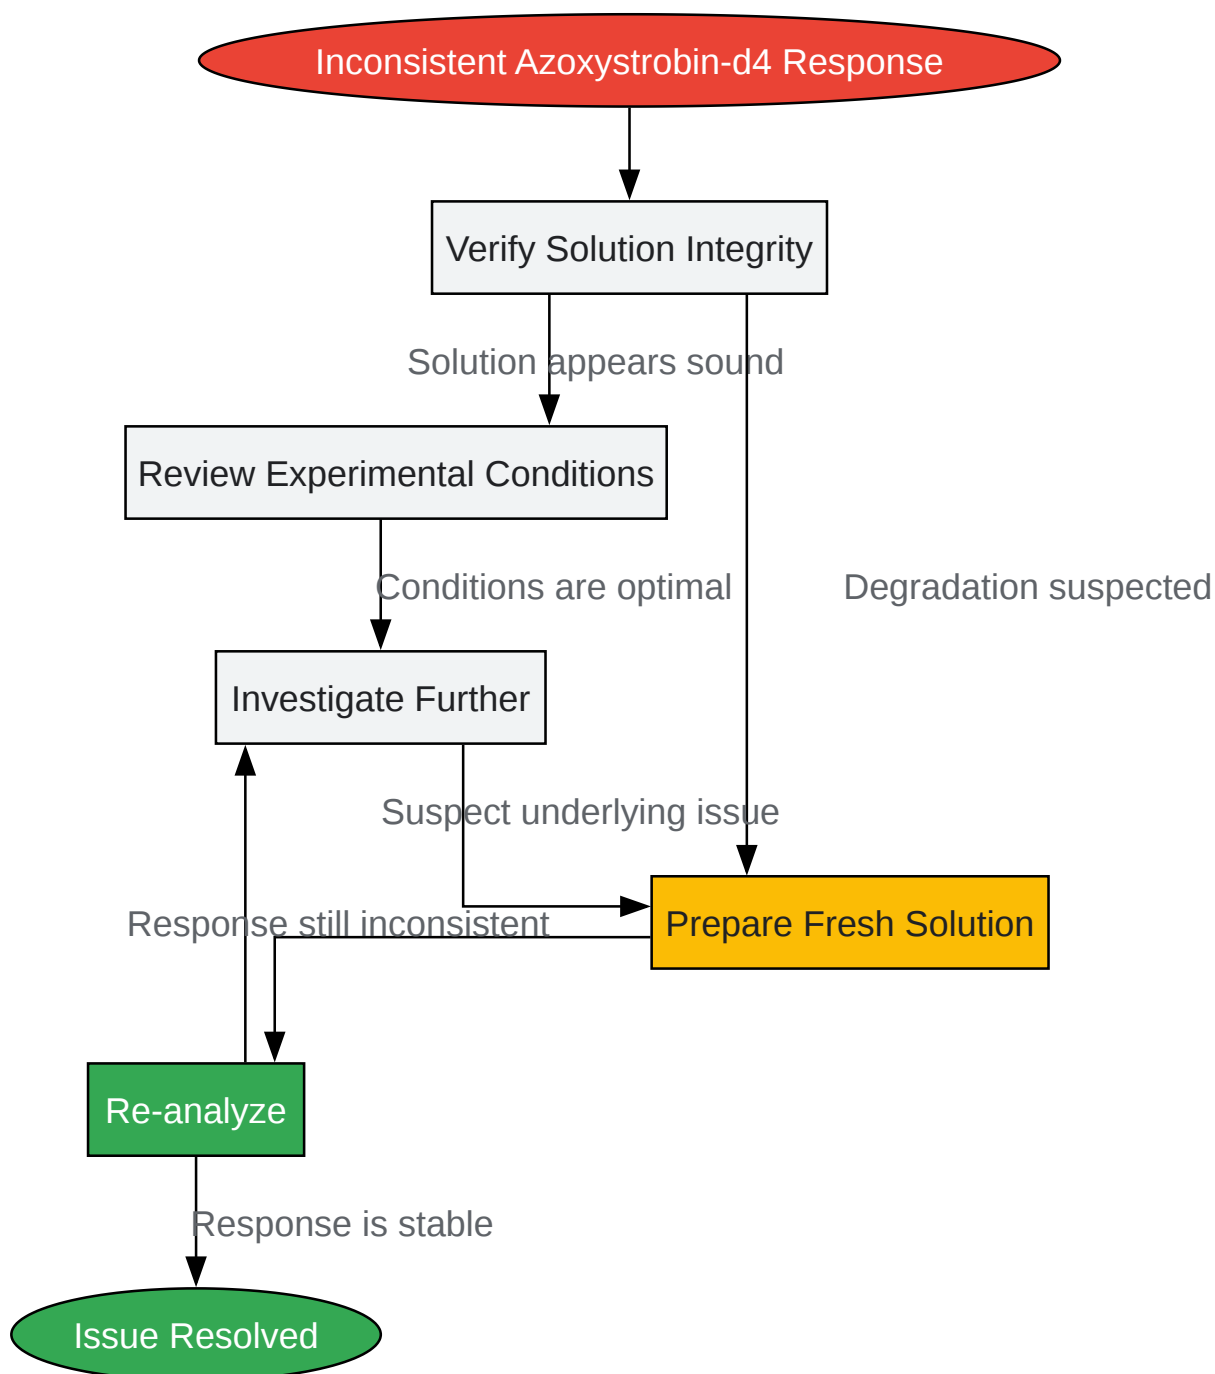 Inconsistent Azoxystrobin-d4 Response
Verify Solution Integrity
Solution appears sound
Review Experimental Conditions
Conditions are optimal
Degradation suspected
Investigate Further
Suspect underlying issue
Response still inconsistent
Prepare Fresh Solution
Re-analyze
Response is stable
Issue Resolved